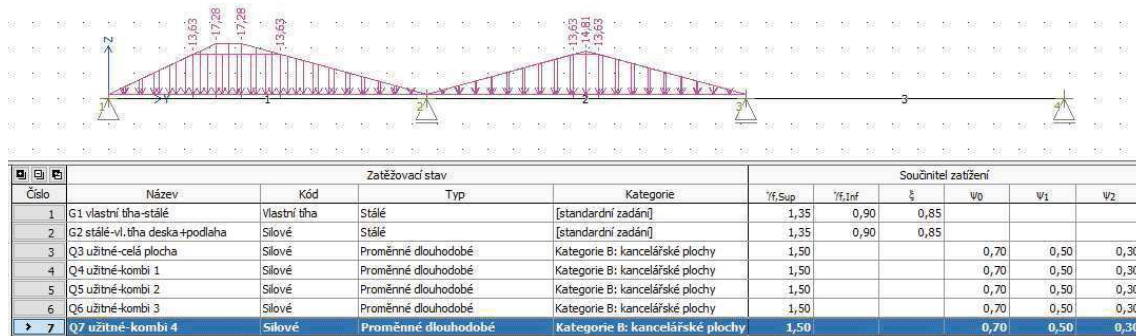 -13,63 -17,28 -17,28 -13,63 -13,63 -14,81 -13,63
Z
1 Y 1 2 2 3 3 4
Zatěžovací stav Součinitel zatížení
Číslo Název Kód Typ Kategorie γf,Sup γf,Inf ξ ψ0 ψ1 ψ2
1 G1 vlastní tíha-stálé Vlastní tíha Stálé [standardní zadání] 1,35 0,90 0,85
2 G2 stálé-vl.tíha deska+podlaha Silové Stálé [standardní zadání] 1,35 0,90 0,85
3 Q3 užitné-celá plocha Silové Proměnné dlouhodobé Kategorie B: kancelářské plochy 1,50 0,70 0,50 0,30
4 Q4 užitné-kombi 1 Silové Proměnné dlouhodobé Kategorie B: kancelářské plochy 1,50 0,70 0,50 0,30
5 Q5 užitné-kombi 2 Silové Proměnné dlouhodobé Kategorie B: kancelářské plochy 1,50 0,70 0,50 0,30
6 Q6 užitné-kombi 3 Silové Proměnné dlouhodobé Kategorie B: kancelářské plochy 1,50 0,70 0,50 0,30
7 Q7 užitné-kombi 4 Silové Proměnné dlouhodobé Kategorie B: kancelářské plochy 1,50 0,70 0,50 0,30